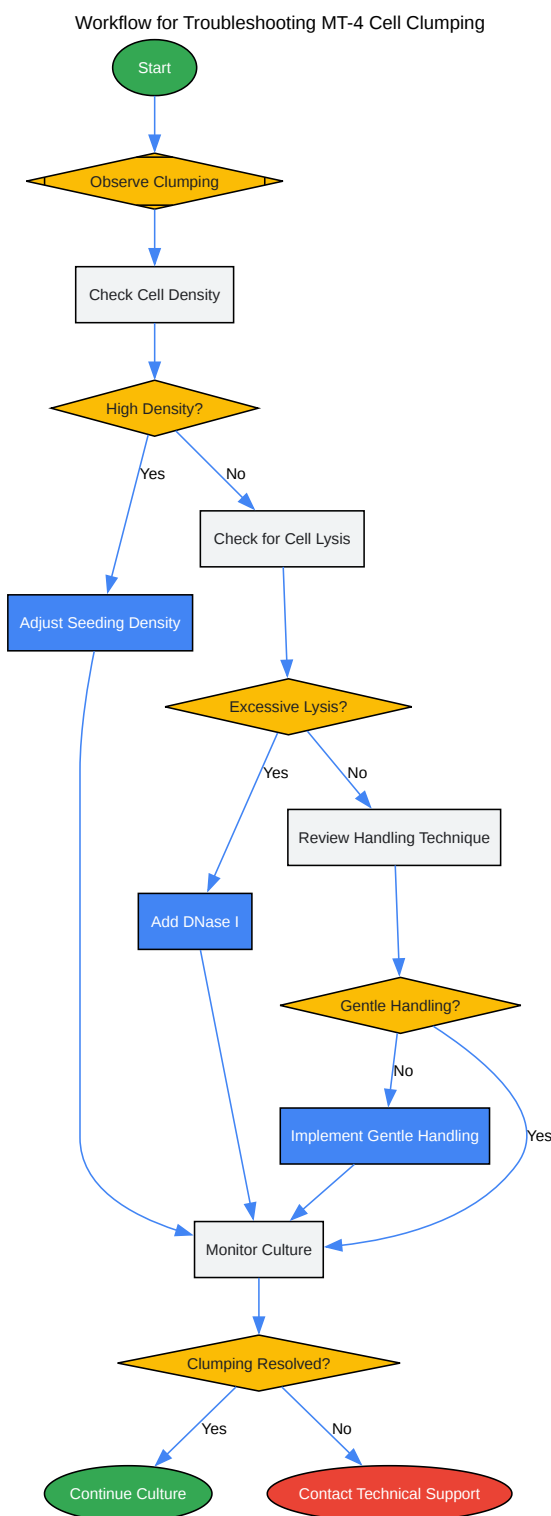 Workflow for Troubleshooting MT-4 Cell Clumping
Start
Observe Clumping
Check Cell Density
High Density?
Yes
No
Check for Cell Lysis
Adjust Seeding Density
Excessive Lysis?
Yes
No
Review Handling Technique
Add DNase I
Gentle Handling?
No
Implement Gentle Handling
Yes
Monitor Culture
Clumping Resolved?
Yes
No
Continue Culture
Contact Technical Support